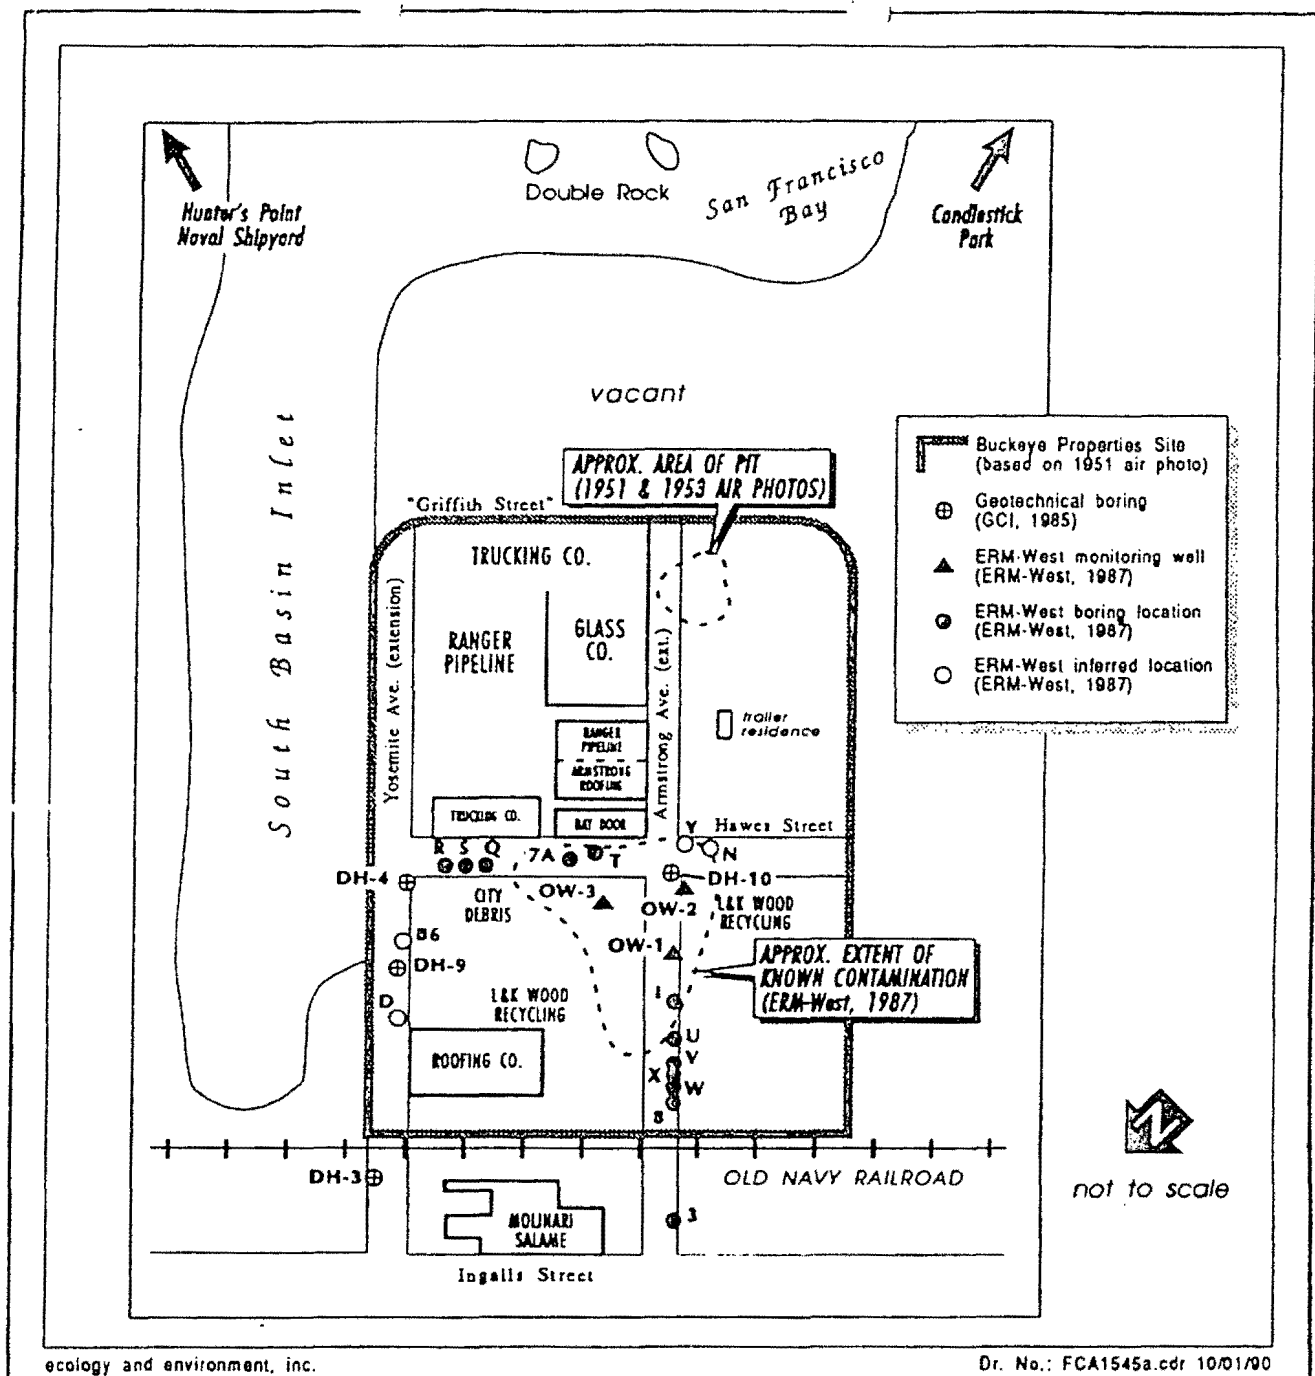 Double Rock
San Francisco
Bay
Hunter's Point
Naval Shipyard
Candlestick
Park
South Basin Inlet
vacant
Buckeye Properties Site
(based on 1951 air photo)
Geotechnical boring
(GCI, 1985)
ERM-West monitoring well
(ERM-West, 1987)
ERM-West boring location
(ERM-West, 1987)
ERM-West inferred location
(ERM-West, 1987)
APPROX. AREA OF PIT
(1951 & 1953 AIR PHOTOS)
"Griffith Street"
TRUCKING CO.
Yosemite Ave. (extension)
RANGER
PIPELINE
GLASS
CO.
Armstrong Ave. (ext.)
RANGER
PIPELINE
ARMSTRONG
ROOFING
trailer
residence
TRUCKING CO.
BAY DOOR
Y
Hawes Street
R S Q
7A
T
N
DH-4
DH-10
CITY
DEBRIS
OW-3
OW-2
L&K WOOD
RECYCLING
B6
OW-1
DH-9
APPROX. EXTENT OF
KNOWN CONTAMINATION
(ERM-West, 1987)
D
L&K WOOD
RECYCLING
1
U
ROOFING CO.
V
X
W
8
DH-3
OLD NAVY RAILROAD
not to scale
MOLINARI
SALAME
3
Ingalls Street
ecology and environment, inc.
Dr. No.: FCA1545a.cdr 10/01/90